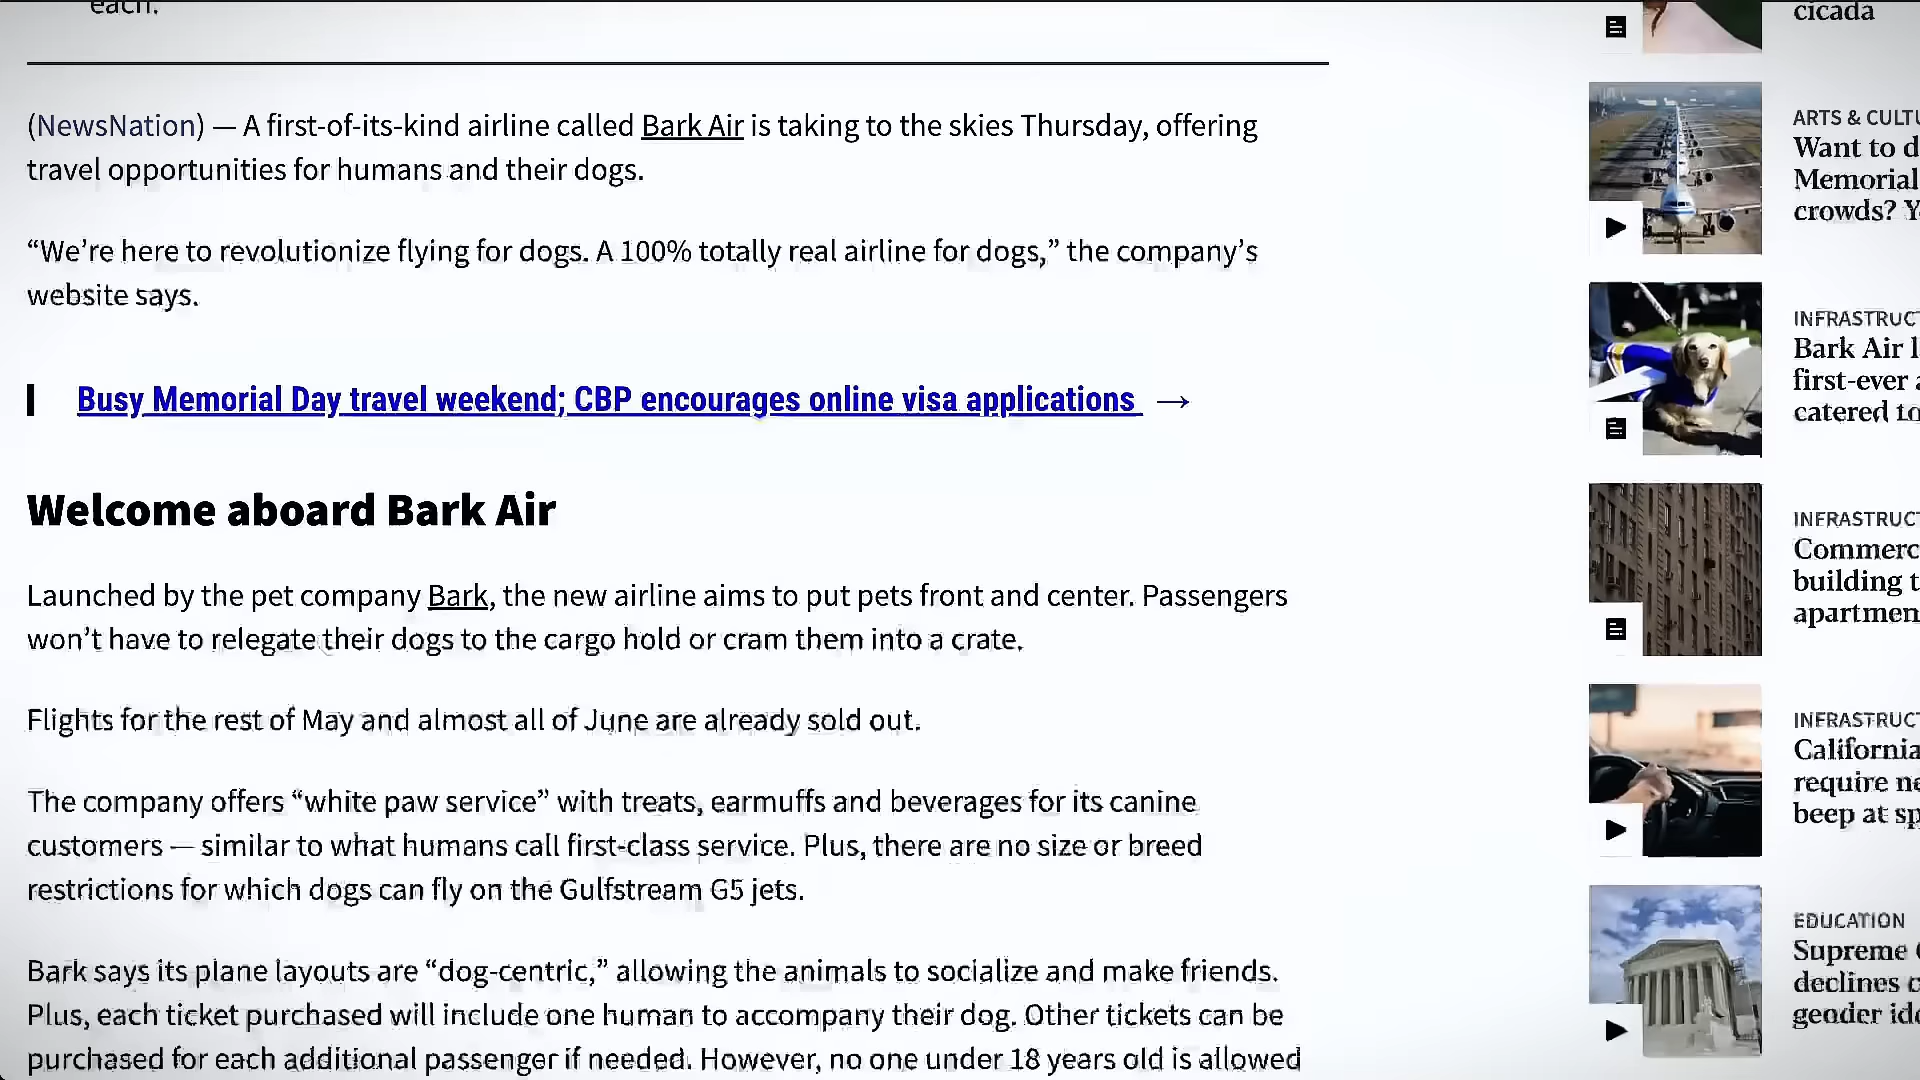 each.
(NewsNation) — A first-of-its-kind airline called Bark Air is taking to the skies Thursday, offering
travel opportunities for humans and their dogs.
“We’re here to revolutionize flying for dogs. A 100% totally real airline for dogs,” the company’s
website says.
Busy Memorial Day travel weekend; CBP encourages online visa applications →
Welcome aboard Bark Air
Launched by the pet company Bark, the new airline aims to put pets front and center. Passengers
won’t have to relegate their dogs to the cargo hold or cram them into a crate.
Flights for the rest of May and almost all of June are already sold out.
The company offers “white paw service” with treats, earmuffs and beverages for its canine
customers — similar to what humans call first-class service. Plus, there are no size or breed
restrictions for which dogs can fly on the Gulfstream G5 jets.
Bark says its plane layouts are “dog-centric,” allowing the animals to socialize and make friends.
Plus, each ticket purchased will include one human to accompany their dog. Other tickets can be
purchased for each additional passenger if needed. However, no one under 18 years old is allowed
cicada
ARTS & CULTU
Want to d
Memorial
crowds? Y
INFRASTRUCT
Bark Air l
first-ever a
catered to
INFRASTRUCT
Commerc
building t
apartmen
INFRASTRUCT
California
require ne
beep at sp
EDUCATION
Supreme C
declines c
gender ide